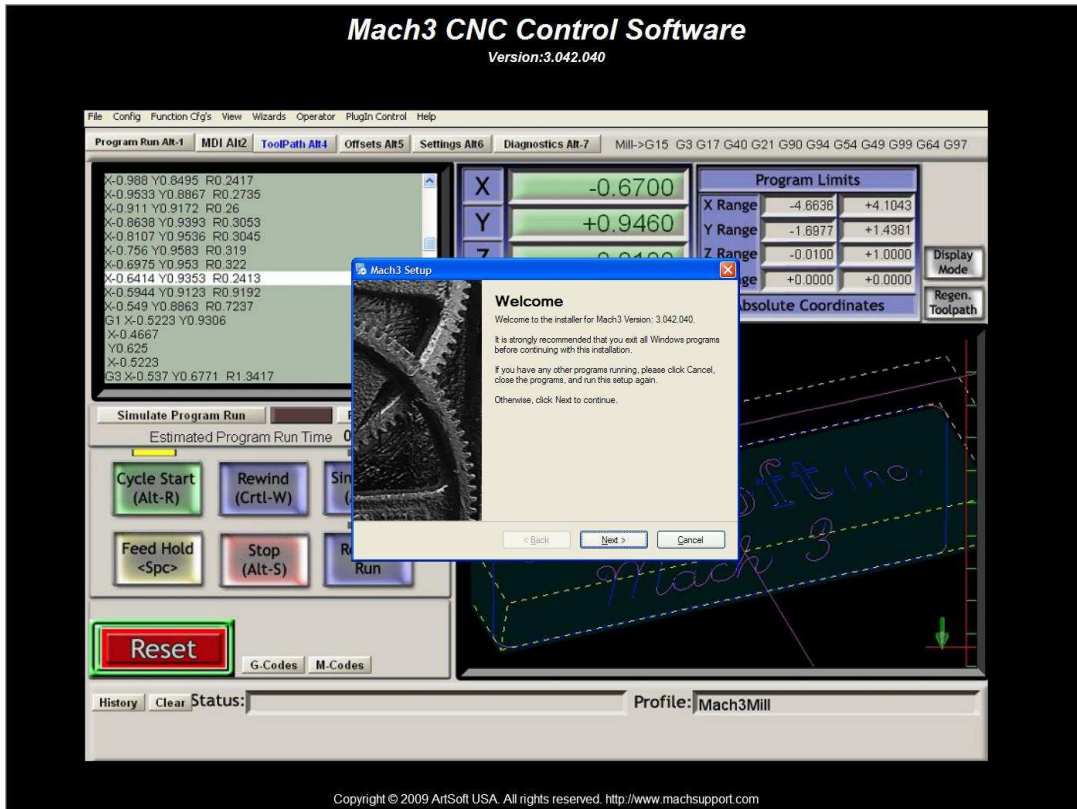 Mach3 CNC Control Software
Version:3.042.040
File Config Function Cfg's View Wizards Operator PlugIn Control Help
Program Run Alt-1 MDI Alt2 ToolPath Alt4 Offsets Alt5 Settings Alt6 Diagnostics Alt-7 Mill->G15 G3 G17 G40 G21 G90 G94 G54 G49 G99 G64 G97
X-0.988 Y0.8495 R0.2417
X-0.9533 Y0.8867 R0.2735
X-0.911 Y0.9172 R0.26
X-0.8638 Y0.9393 R0.3053
X-0.8107 Y0.9536 R0.3045
X-0.756 Y0.9583 R0.319
X-0.6975 Y0.953 R0.322
X-0.6414 Y0.9353 R0.2413
X-0.5944 Y0.9123 R0.9192
X-0.549 Y0.8863 R0.7237
G1 X-0.5223 Y0.9306
X-0.4667
Y0.625
X-0.5223
G3 X-0.537 Y0.6771 R1.3417
X -0.6700
Y +0.9460
Program Limits
X Range -4.6636 +4.1043
Y Range -1.6977 +1.4381
Z Range -0.0100 +1.0000
+0.0000 +0.0000
Coordinates
Display
Mode
Regen.
Toolpath
Mach3 Setup
Welcome
Welcome to the installer for Mach3 Version: 3.042.040.
It is strongly recommended that you exit all Windows programs
before continuing with this installation.
If you have any other programs running, please click Cancel,
close the programs, and run this setup again.
Otherwise, click Next to continue.
< Back Next > Cancel
Simulate Program Run
Estimated Program Run Time
Cycle Start
(Alt-R)
Rewind
(Crtl-W)
Feed Hold
<Spc>
Stop
(Alt-S)
Run
Inc.
Mach 3
Reset
G-Codes M-Codes
History Clear Status: Profile: Mach3Mill
Copyright © 2009 ArtSoft USA. All rights reserved. http://www.machsupport.com